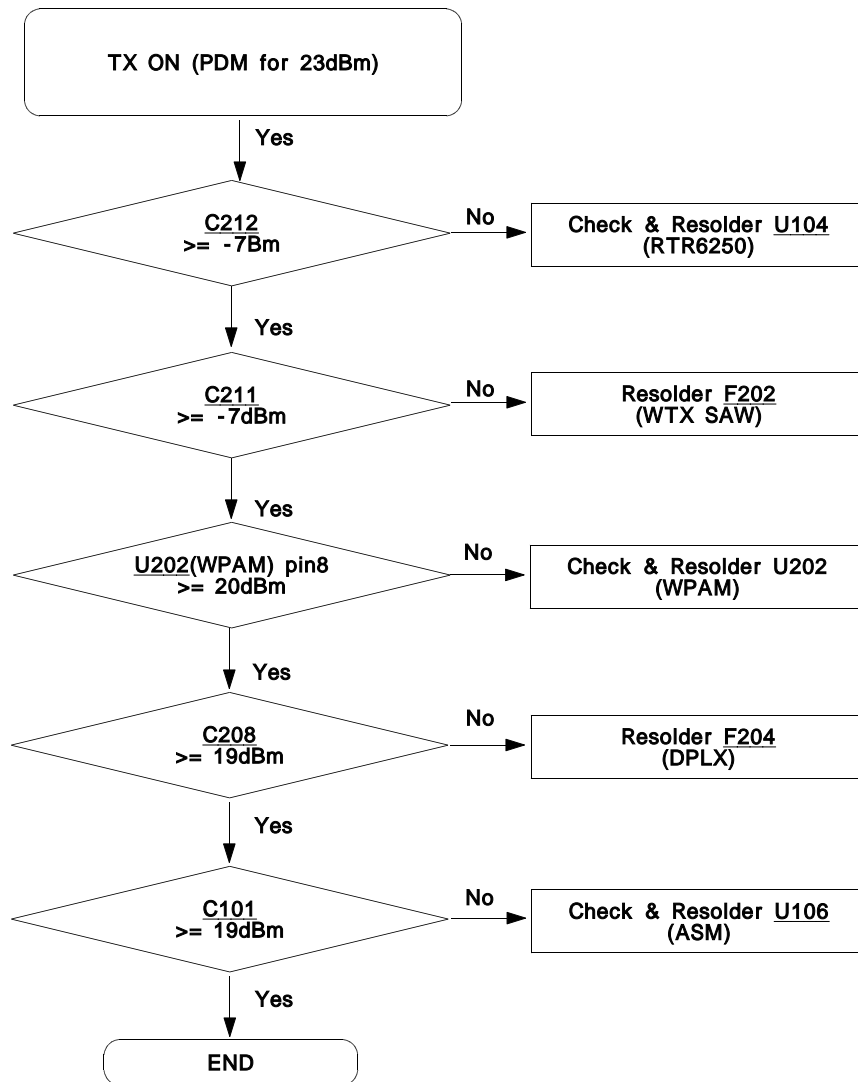 TX ON (PDM for 23dBm)
Yes
C212
>= -7Bm
No
Check & Resolder U104
(RTR6250)
Yes
C211
>= -7dBm
No
Resolder F202
(WTX SAW)
Yes
U202(WPAM) pin8
>= 20dBm
No
Check & Resolder U202
(WPAM)
Yes
C208
>= 19dBm
No
Resolder F204
(DPLX)
Yes
C101
>= 19dBm
No
Check & Resolder U106
(ASM)
Yes
END